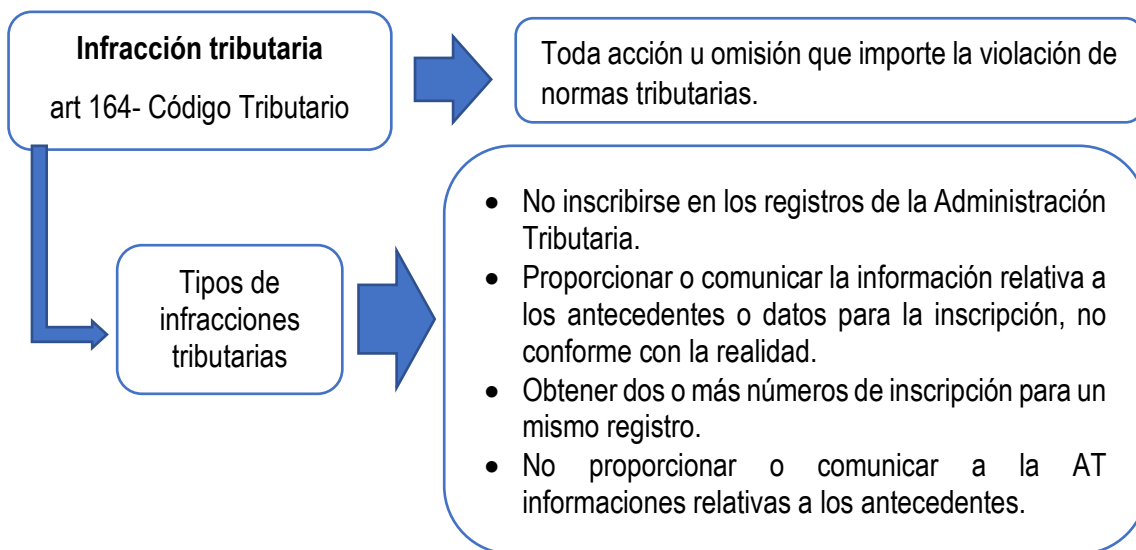 Infracción tributaria
art 164- Código Tributario
Toda acción u omisión que importe la violación de
normas tributarias.
Tipos de
infracciones
tributarias
• No inscribirse en los registros de la Administración
Tributaria.
• Proporcionar o comunicar la información relativa a
los antecedentes o datos para la inscripción, no
conforme con la realidad.
• Obtener dos o más números de inscripción para un
mismo registro.
• No proporcionar o comunicar a la AT
informaciones relativas a los antecedentes.